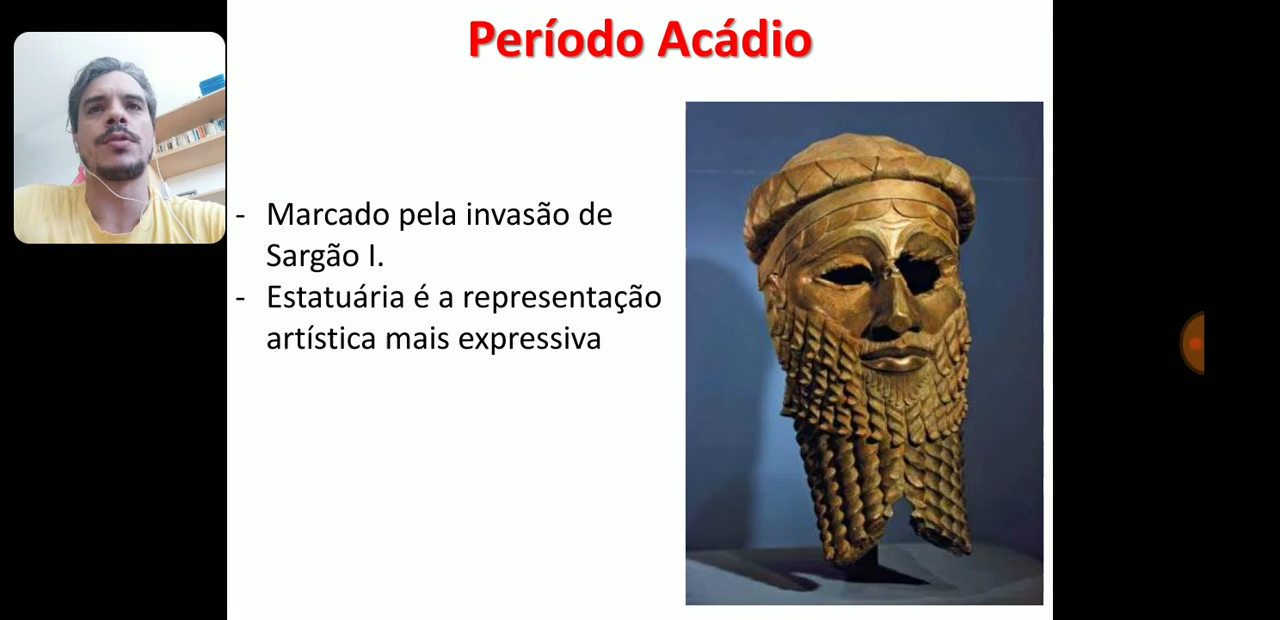 Período Acádio
- Marcado pela invasão de
Sargão I.
- Estatuária é a representação
artística mais expressiva